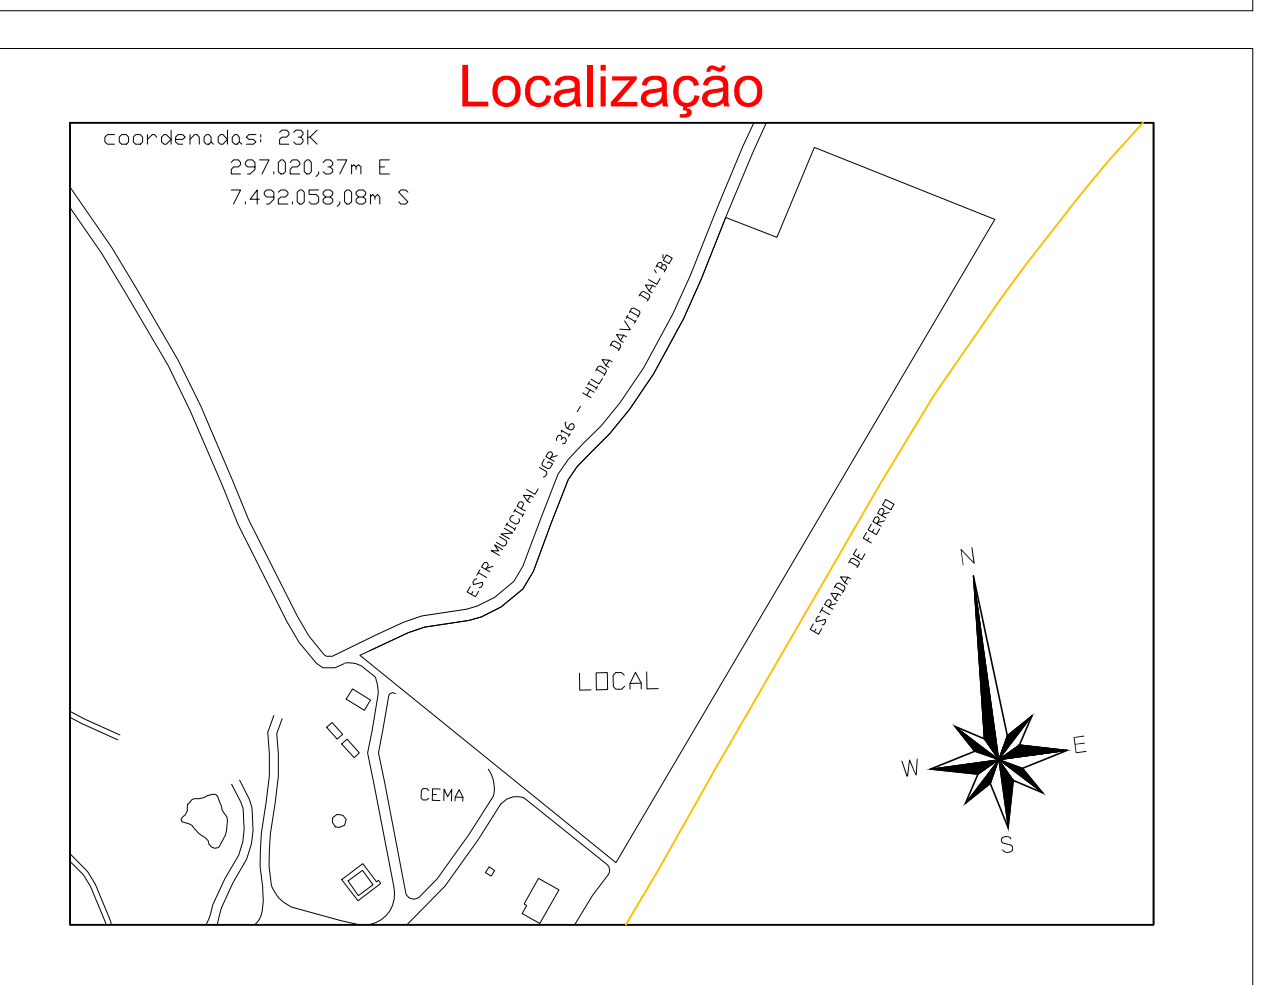 Localização
coordenadas: 23K
297.020,37m E
7.492.058,08m S
ESTR MUNICIPAL JGR 316 - HILDA DAVID DAL'Bó
ESTRADA DE FERRO
N
LOCAL
W
E
CEMA
S